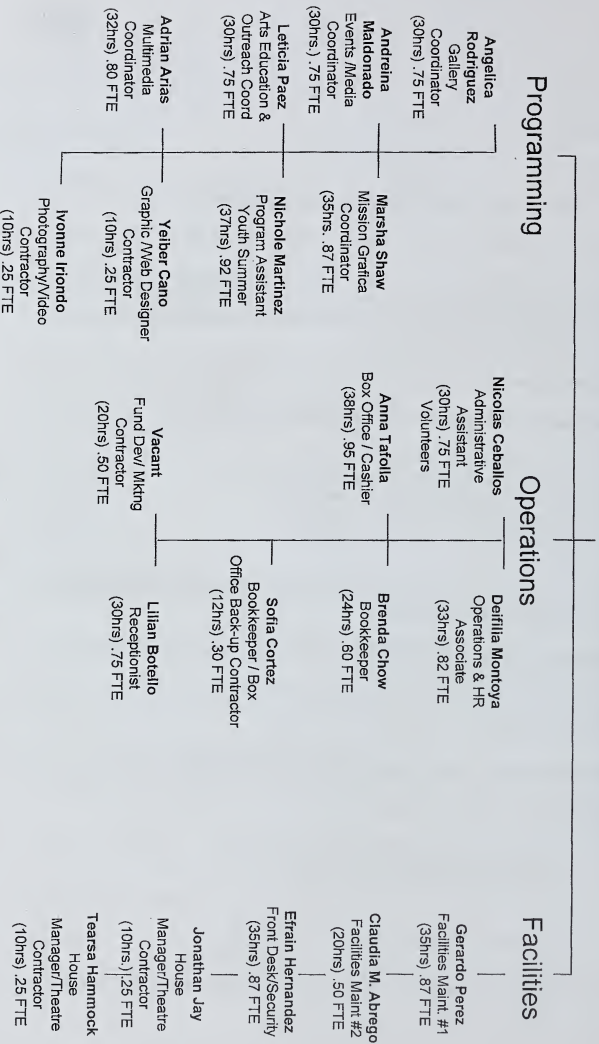 Programming
Angelica
Rodriguez
Gallery
Coordinator
(30hrs) .75 FTE
Andreina
Maldonado
Events /Media
Coordinator
(30hrs.) .75 FTE
Leticia Paez
Arts Education &
Outreach Coord
(30hrs) .75 FTE
Adrian Arias
Multimedia
Coordinator
(32hrs) .80 FTE
Marsha Shaw
Mission Grafica
Coordinator
(35hrs. .87 FTE
Nichole Martinez
Program Assistant
Youth Summer
(37hrs) .92 FTE
Yeiber Cano
Graphic /Web Designer
Contractor
(10hrs) .25 FTE
Ivonne Iriondo
Photography/Video
Contractor
(10hrs) .25 FTE
Operations
Nicolas Ceballos
Administrative
Assistant
(30hrs) .75 FTE
Volunteers
Anna Tafolla
Box Office / Cashier
(38hrs) .95 FTE
Vacant
Fund Dev/ Mktng
Contractor
(20hrs) .50 FTE
Deifilia Montoya
Operations & HR
Associate
(33hrs) .82 FTE
Brenda Chow
Bookkeeper
(24hrs) .60 FTE
Sofia Cortez
Bookkeeper / Box
Office Back-up Contractor
(12hrs) .30 FTE
Lilian Botello
Receptionist
(30hrs) .75 FTE
Facilities
Gerardo Perez
Facilities Maint. #1
(35hrs) .87 FTE
Claudia M. Abrego
Facilities Maint #2
(20hrs) .50 FTE
Efrain Hernandez
Front Desk/Security
(35hrs) .87 FTE
Jonathan Jay
House
Manager/Theatre
Contractor
(10hrs.) .25 FTE
Tearsa Hammock
House
Manager/Theatre
Contractor
(10hrs) .25 FTE